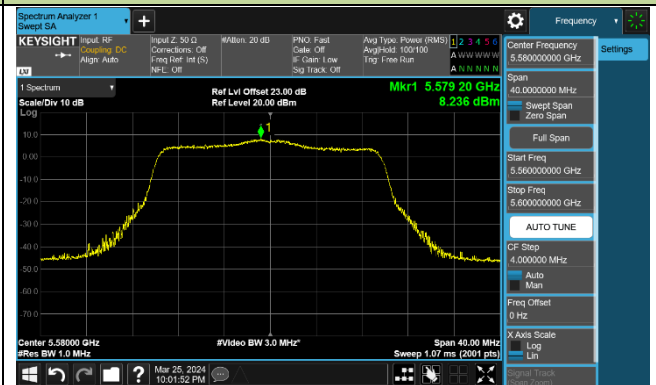 Spectrum Analyzer 1
Swept SA
+
Frequency
KEYSIGHT
Input: RF
Coupling: DC
Align: Auto
Input Z: 50 Ω
Corrections: Off
Freq Ref: Int (S)
NFE: Off
#Atten: 20 dB
PNO: Fast
Gate: Off
IF Gain: Low
Sig Track: Off
Avg Type: Power (RMS)
Avg|Hold: 100/100
Trig: Free Run
1 2 3 4 5 6
A W W W W W
A N N N N N
LXI
Center Frequency
5.580000000 GHz
Settings
Span
40.0000000 MHz
Swept Span
Zero Span
Full Span
Start Freq
5.560000000 GHz
Stop Freq
5.600000000 GHz
AUTO TUNE
CF Step
4.000000 MHz
Auto
Man
Freq Offset
0 Hz
X Axis Scale
Log
Lin
Signal Track
(Span Zoom)
1 Spectrum
Scale/Div 10 dB
Log
Ref Lvl Offset 23.00 dB
Ref Level 20.00 dBm
Mkr1 5.579 20 GHz
8.236 dBm
1
10.0
0.00
-10.0
-20.0
-30.0
-40.0
-50.0
-60.0
-70.0
Center 5.58000 GHz
#Res BW 1.0 MHz
#Video BW 3.0 MHz*
Span 40.00 MHz
Sweep 1.07 ms (2001 pts)
?
Mar 25, 2024
10:01:52 PM